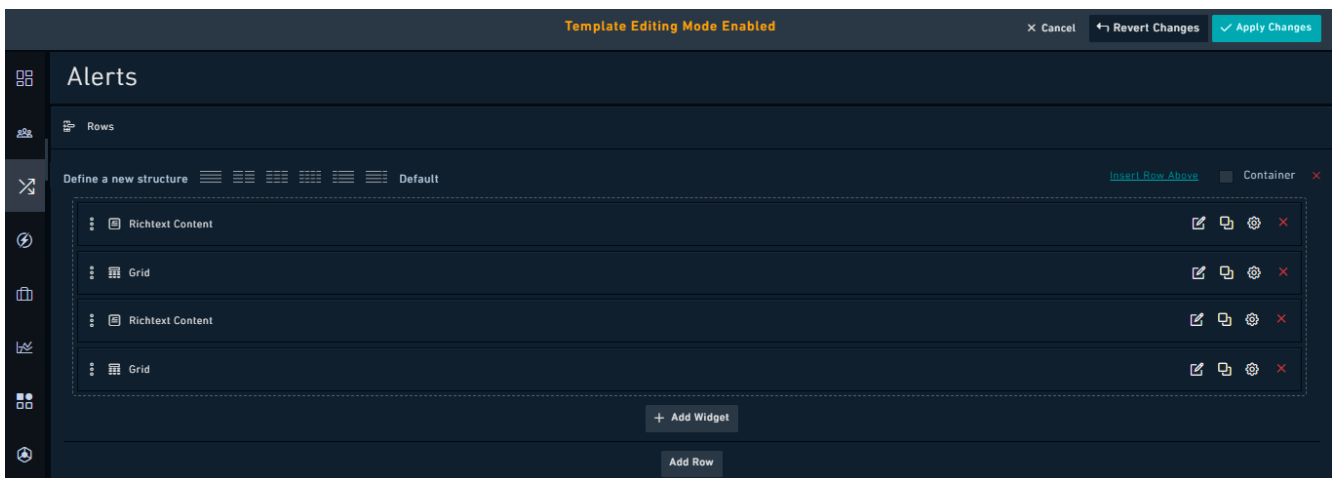 Template Editing Mode Enabled
Cancel
Revert Changes
Apply Changes
Alerts
Rows
Define a new structure
Default
Insert Row Above
Container
Richtext Content
Grid
Richtext Content
Grid
+ Add Widget
Add Row